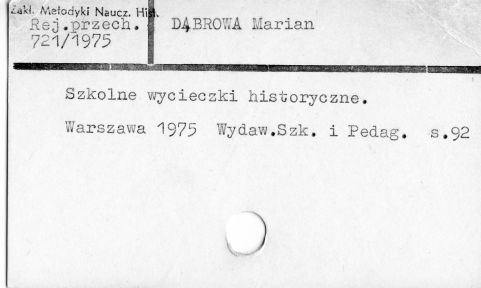 Zakł. Metodyki Naucz. Hist.
Rej.przech. DĄBROWA Marian
721/1975
Szkolne wycieczki historyczne.
Warszawa 1975 Wydaw.Szk. i Pedag. s.92